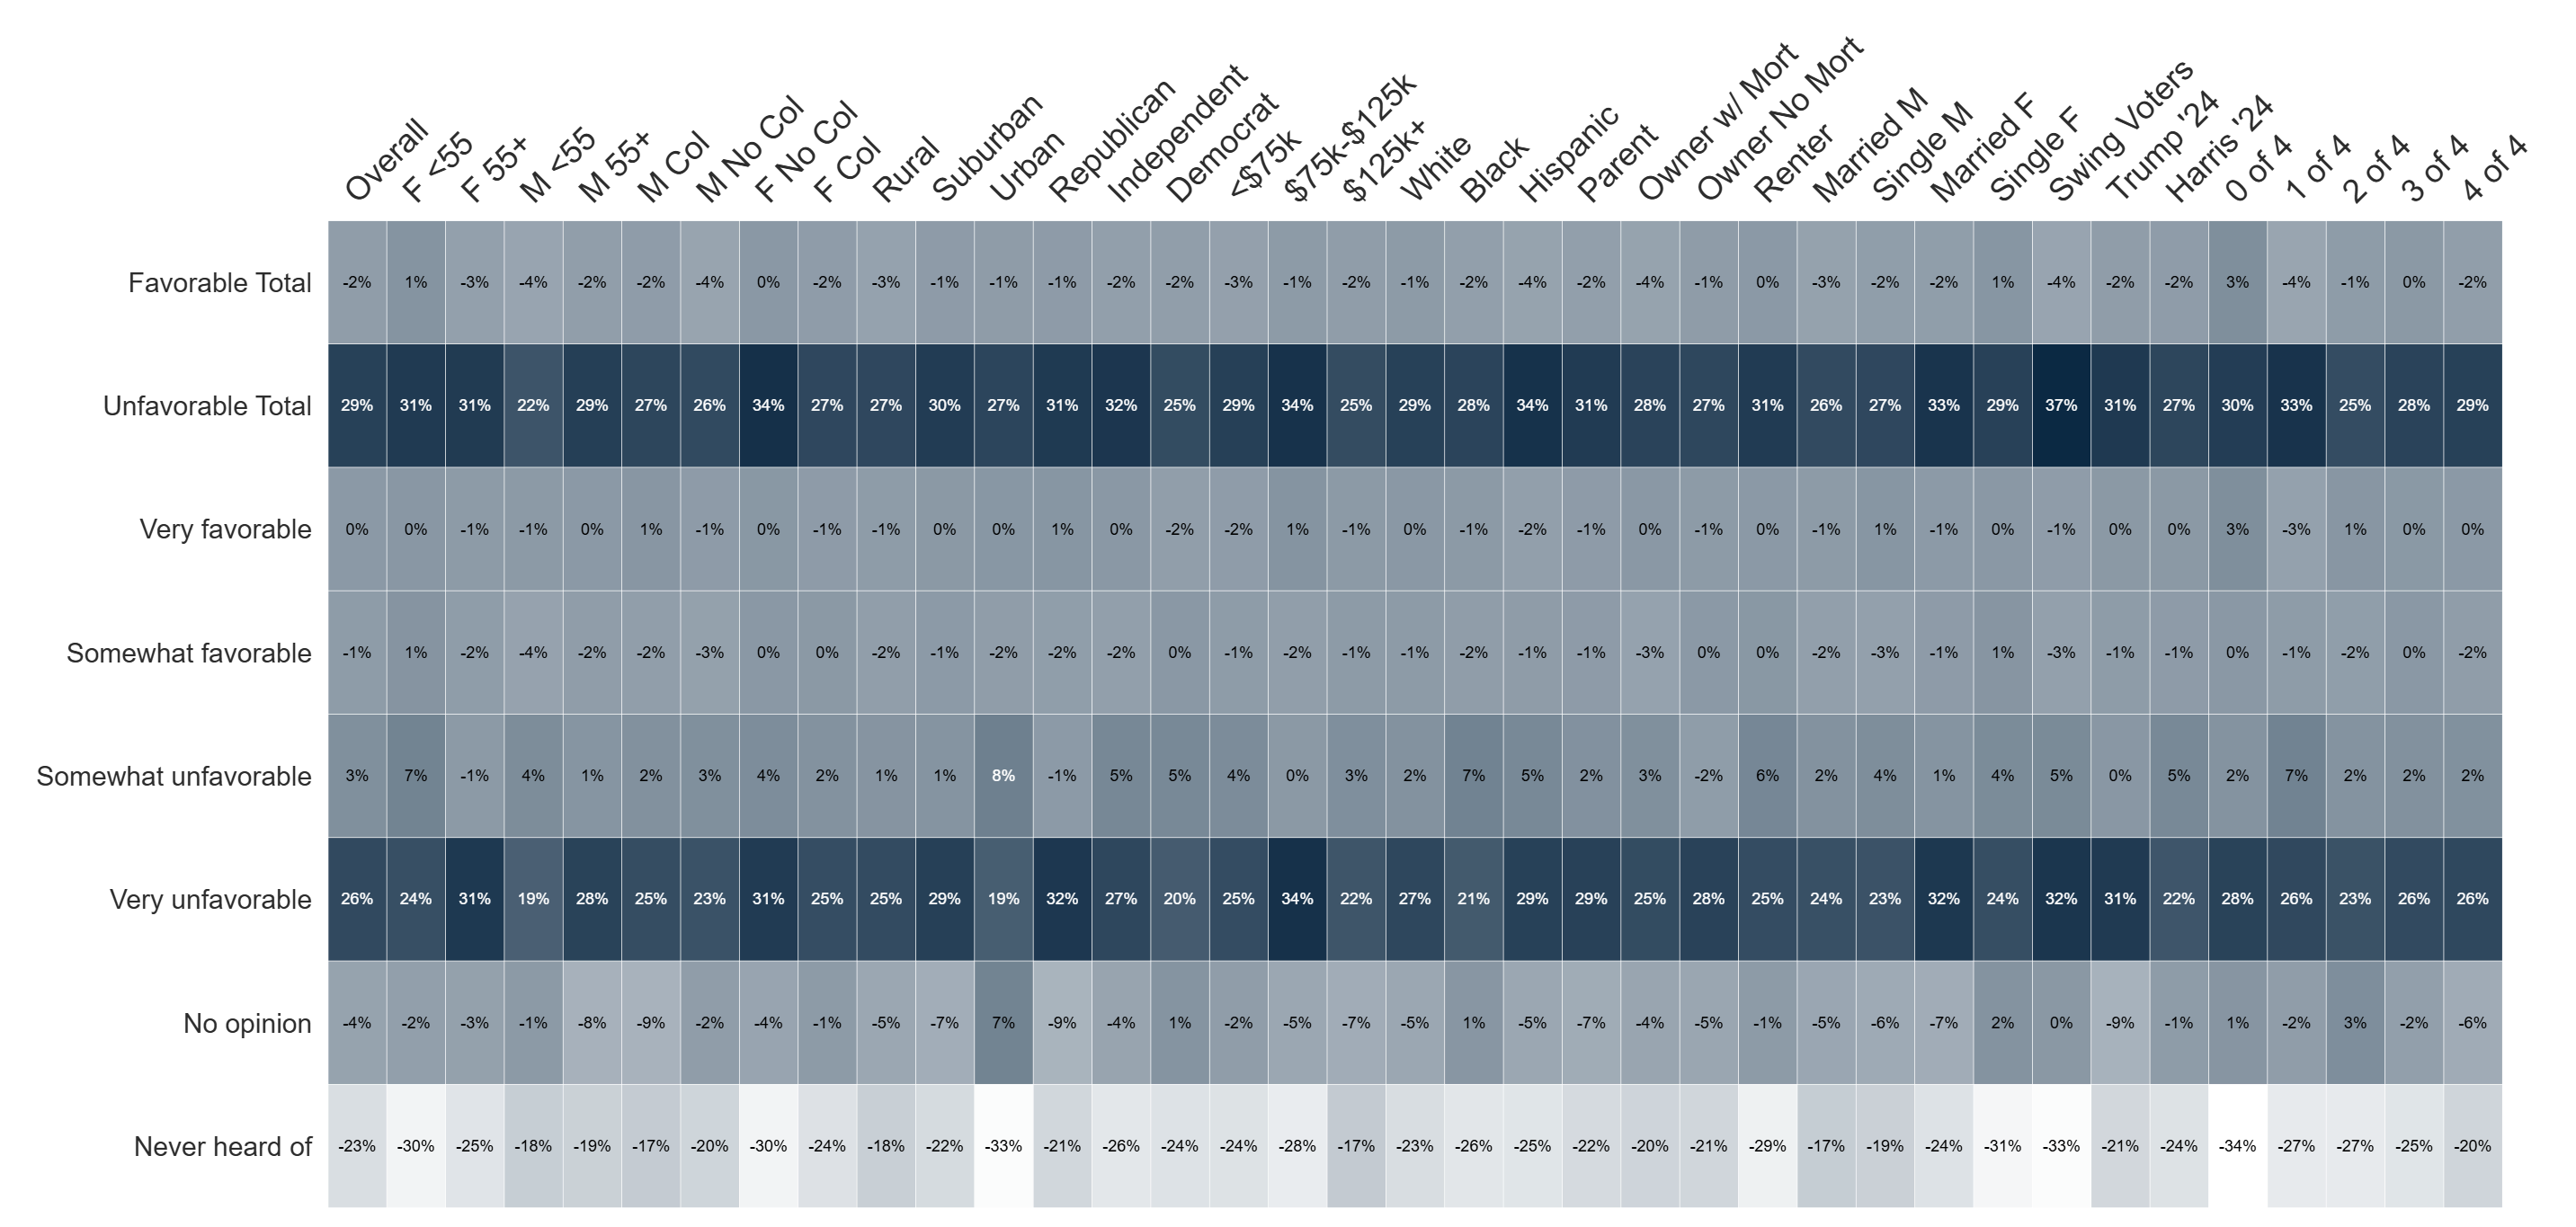 Overall F <55 F 55+ M <55 M 55+ M Col M No Col F No Col F Col Rural Suburban Urban Republican Independent Democrat <$75k $75k-$125k $125k+ White Black Hispanic Parent Owner w/ Mort Owner No Mort Renter Married M Single M Married F Single F Swing Voters Trump '24 Harris '24 0 of 4 1 of 4 2 of 4 3 of 4 4 of 4
Favorable Total -2% 1% -3% -4% -2% -2% -4% 0% -2% -3% -1% -1% -1% -2% -2% -3% -1% -2% -1% -2% -4% -2% -4% -1% 0% -3% -2% -2% 1% -4% -2% -2% 3% -4% -1% 0% -2%
Unfavorable Total 29% 31% 31% 22% 29% 27% 26% 34% 27% 27% 30% 27% 31% 32% 25% 29% 34% 25% 29% 28% 34% 31% 28% 27% 31% 26% 27% 33% 29% 37% 31% 27% 30% 33% 25% 28% 29%
Very favorable 0% 0% -1% -1% 0% 1% -1% 0% -1% -1% 0% 0% 1% 0% -2% -2% 1% -1% 0% -1% -2% -1% 0% -1% 0% -1% 1% -1% 0% -1% 0% 0% 3% -3% 1% 0% 0%
Somewhat favorable -1% 1% -2% -4% -2% -2% -3% 0% 0% -2% -1% -2% -2% -2% 0% -1% -2% -1% -1% -2% -1% -1% -3% 0% 0% -2% -3% -1% 1% -3% -1% -1% 0% -1% -2% 0% -2%
Somewhat unfavorable 3% 7% -1% 4% 1% 2% 3% 4% 2% 1% 1% 8% -1% 5% 5% 4% 0% 3% 2% 7% 5% 2% 3% -2% 6% 2% 4% 1% 4% 5% 0% 5% 2% 7% 2% 2% 2%
Very unfavorable 26% 24% 31% 19% 28% 25% 23% 31% 25% 25% 29% 19% 32% 27% 20% 25% 34% 22% 27% 21% 29% 29% 25% 28% 25% 24% 23% 32% 24% 32% 31% 22% 28% 26% 23% 26% 26%
No opinion -4% -2% -3% -1% -8% -9% -2% -4% -1% -5% -7% 7% -9% -4% 1% -2% -5% -7% -5% 1% -5% -7% -4% -5% -1% -5% -6% -7% 2% 0% -9% -1% 1% -2% 3% -2% -6%
Never heard of -23% -30% -25% -18% -19% -17% -20% -30% -24% -18% -22% -33% -21% -26% -24% -24% -28% -17% -23% -26% -25% -22% -20% -21% -29% -17% -19% -24% -31% -33% -21% -24% -34% -27% -27% -25% -20%